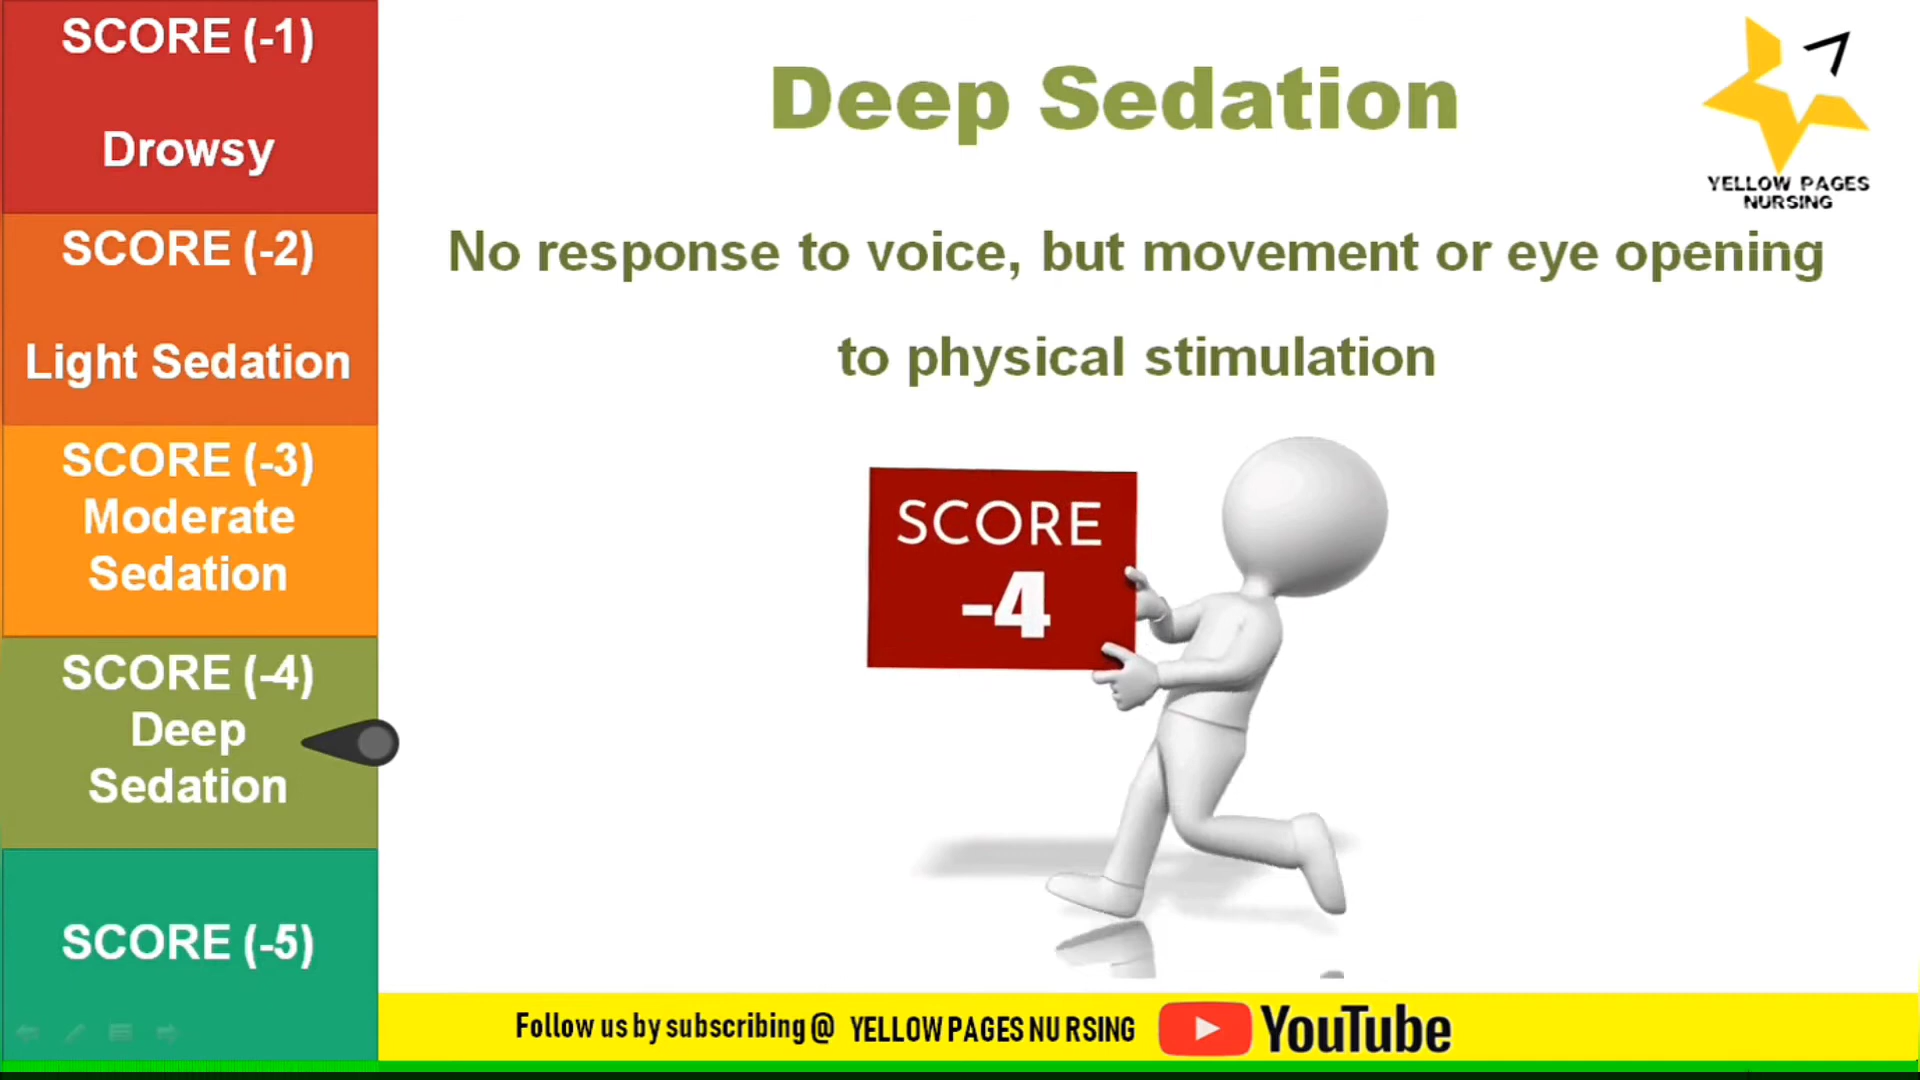 SCORE (-1)
Drowsy
SCORE (-2)
Light Sedation
SCORE (-3)
Moderate
Sedation
SCORE (-4)
Deep
Sedation
SCORE (-5)
Deep Sedation
YELLOW PAGES
NURSING
No response to voice, but movement or eye opening
to physical stimulation
SCORE
-4
Follow us by subscribing @ YELLOW PAGES NU RSING YouTube